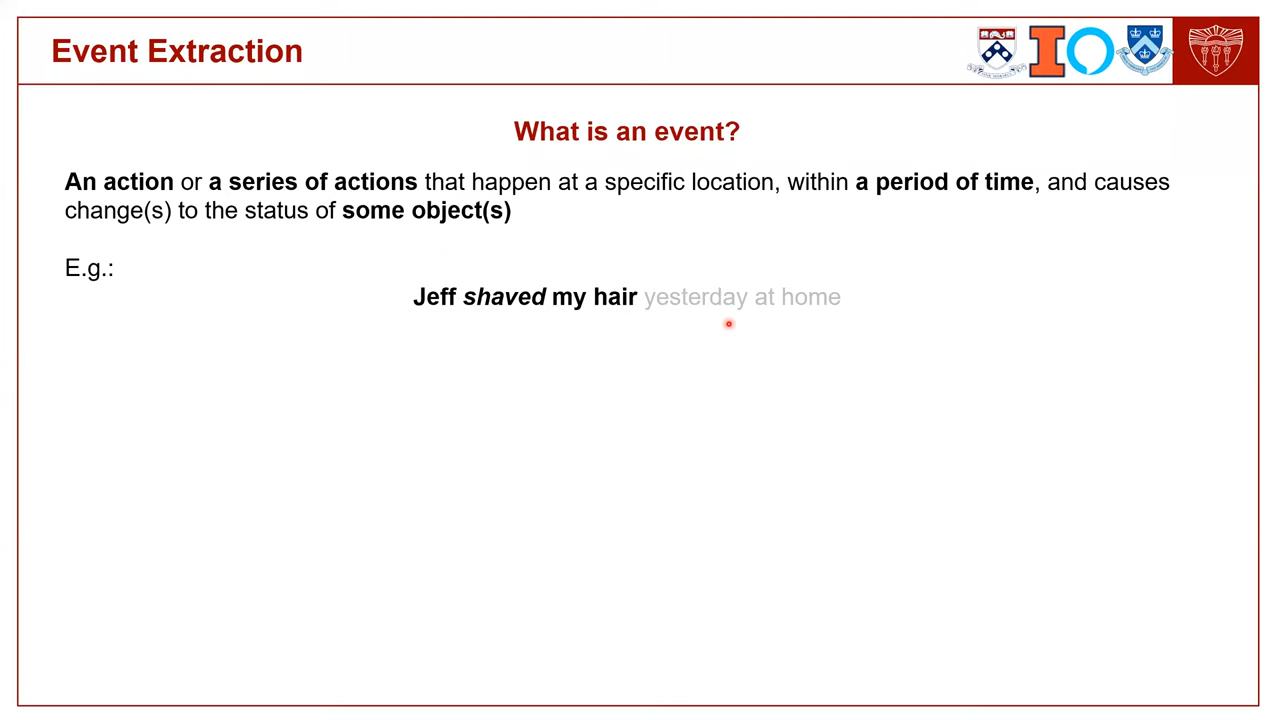 Event Extraction
What is an event?
An action or a series of actions that happen at a specific location, within a period of time, and causes
change(s) to the status of some object(s)
E.g.:
Jeff shaved my hair yesterday at home